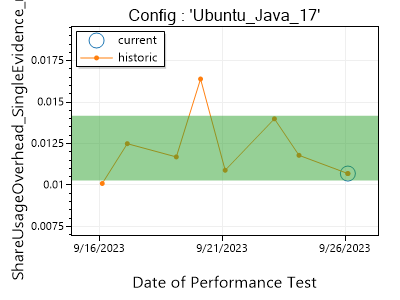 Config : 'Ubuntu_Java_17'
current
historic
ShareUsageOverhead_SingleEvidence_
0.0175
0.015
0.0125
0.01
0.0075
9/16/2023
9/21/2023
9/26/2023
Date of Performance Test